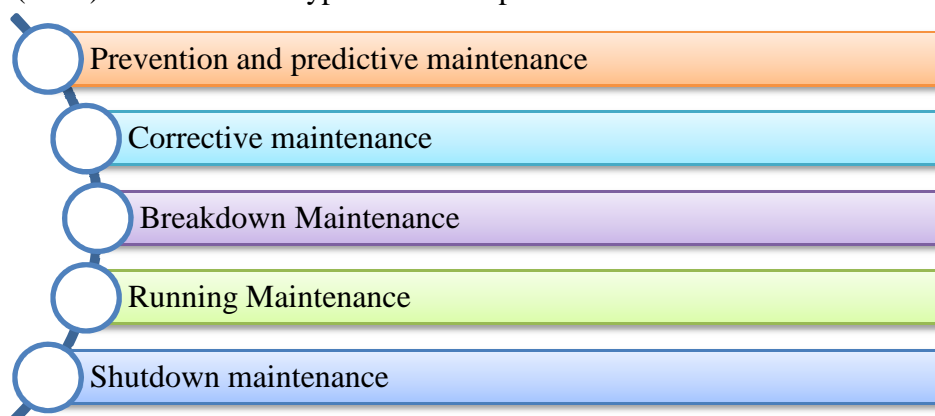 Prevention and predictive maintenance
Corrective maintenance
Breakdown Maintenance
Running Maintenance
Shutdown maintenance